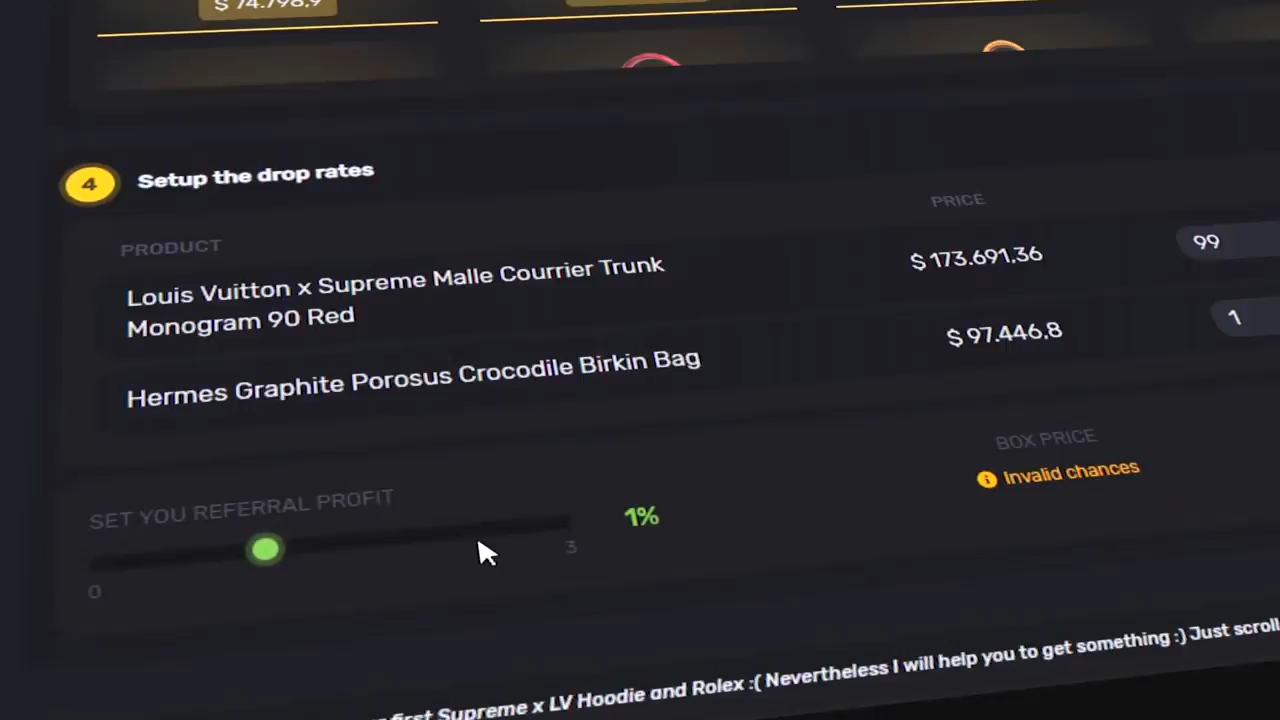 $ 74.798,9
4
Setup the drop rates
PRODUCT
PRICE
Louis Vuitton x Supreme Malle Courrier Trunk
Monogram 90 Red
$ 173.691,36
99
Hermes Graphite Porosus Crocodile Birkin Bag
$ 97.446,8
1
SET YOU REFERRAL PROFIT
1%
BOX PRICE
Invalid chances
0
3
first Supreme x LV Hoodie and Rolex :( Nevertheless I will help you to get something :) Just scroll